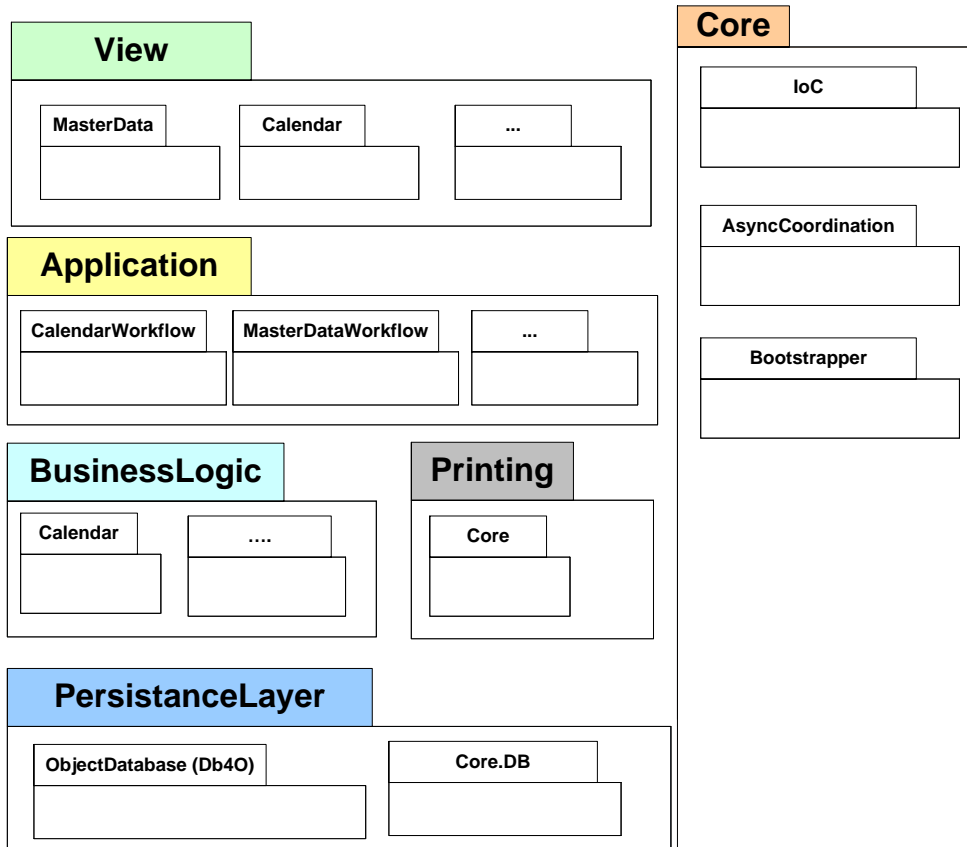 View
MasterData
Calendar
...
Application
CalendarWorkflow
MasterDataWorkflow
...
BusinessLogic
Calendar
....
Printing
Core
PersistanceLayer
ObjectDatabase (Db4O)
Core.DB
Core
IoC
AsyncCoordination
Bootstrapper